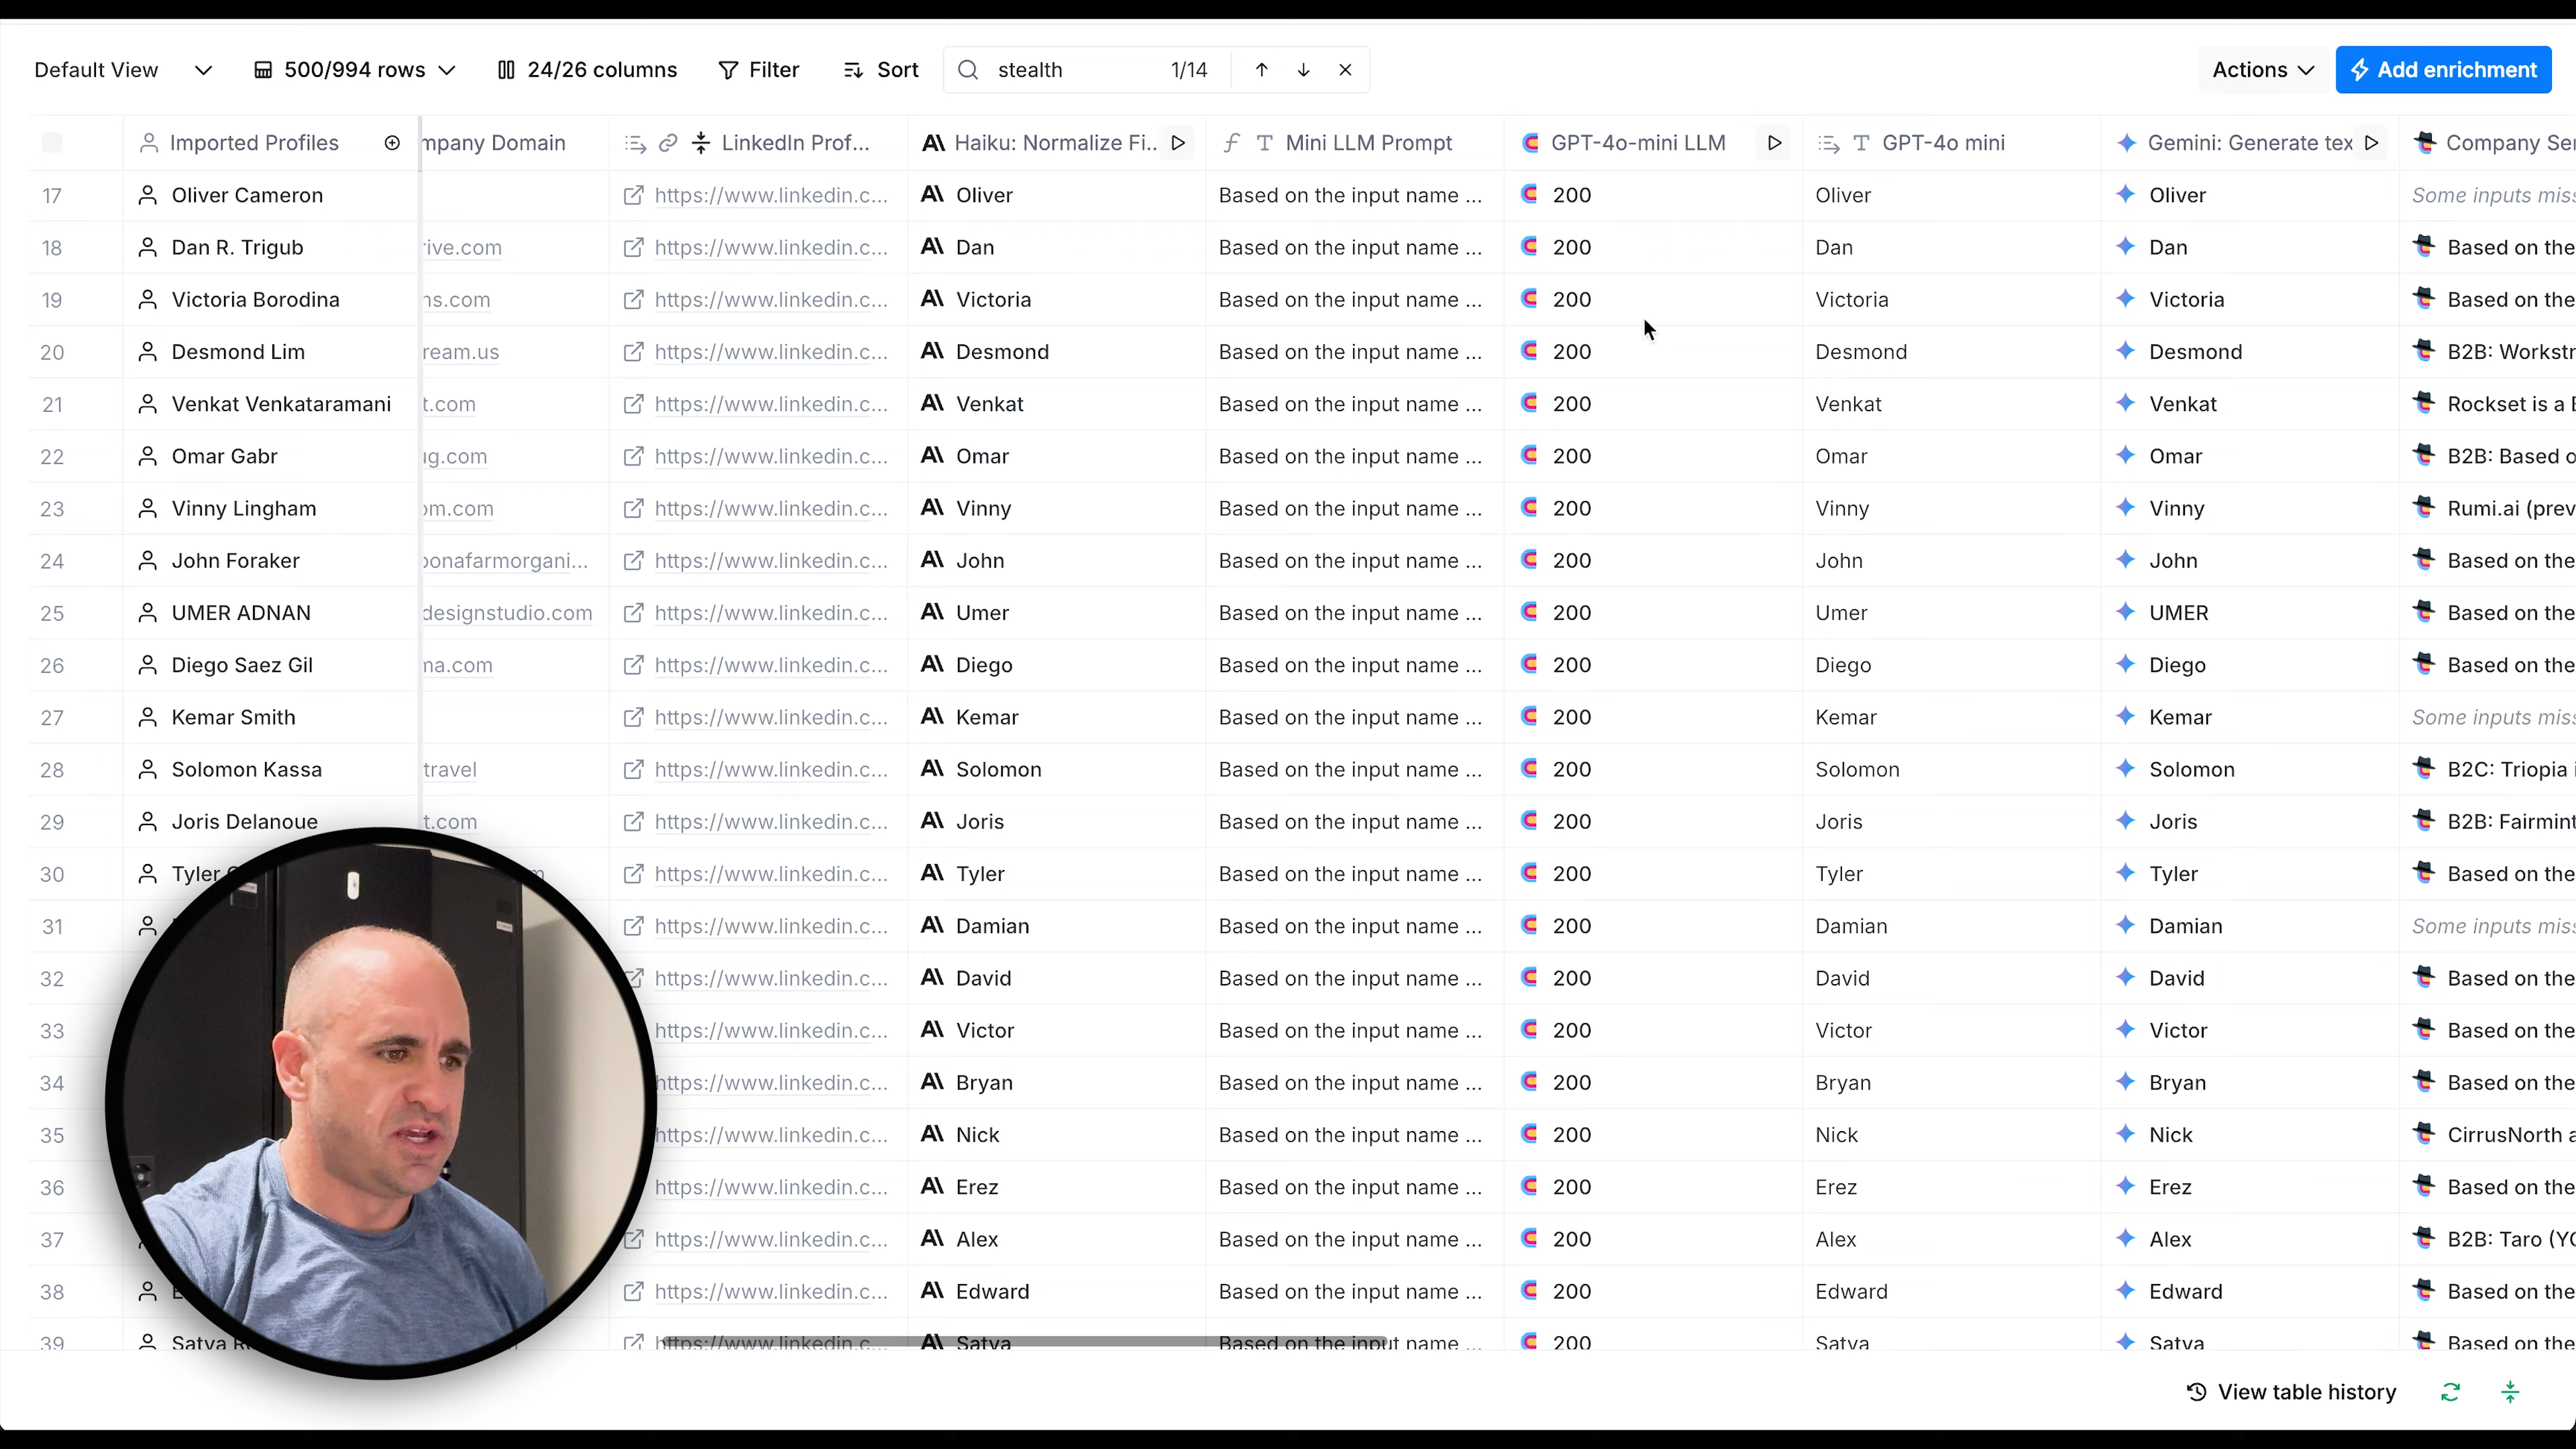 Default View 500/994 rows 24/26 columns Filter Sort stealth 1/14 Actions Add enrichment
Imported Profiles mpany Domain LinkedIn Prof... Haiku: Normalize Fi.. Mini LLM Prompt GPT-4o-mini LLM GPT-4o mini Gemini: Generate tex Company Ser
17 Oliver Cameron https://www.linkedin.c... Oliver Based on the input name ... 200 Oliver Oliver Some inputs miss
18 Dan R. Trigub rive.com https://www.linkedin.c... Dan Based on the input name ... 200 Dan Dan Based on the
19 Victoria Borodina ns.com https://www.linkedin.c... Victoria Based on the input name ... 200 Victoria Victoria Based on the
20 Desmond Lim ream.us https://www.linkedin.c... Desmond Based on the input name ... 200 Desmond Desmond B2B: Workstr
21 Venkat Venkataramani t.com https://www.linkedin.c... Venkat Based on the input name ... 200 Venkat Venkat Rockset is a B
22 Omar Gabr ug.com https://www.linkedin.c... Omar Based on the input name ... 200 Omar Omar B2B: Based o
23 Vinny Lingham om.com https://www.linkedin.c... Vinny Based on the input name ... 200 Vinny Vinny Rumi.ai (prev
24 John Foraker onafarmorgani... https://www.linkedin.c... John Based on the input name ... 200 John John Based on the
25 UMER ADNAN designstudio.com https://www.linkedin.c... Umer Based on the input name ... 200 Umer UMER Based on the
26 Diego Saez Gil ma.com https://www.linkedin.c... Diego Based on the input name ... 200 Diego Diego Based on the
27 Kemar Smith https://www.linkedin.c... Kemar Based on the input name ... 200 Kemar Kemar Some inputs miss
28 Solomon Kassa travel https://www.linkedin.c... Solomon Based on the input name ... 200 Solomon Solomon B2C: Triopia i
29 Joris Delanoue t.com https://www.linkedin.c... Joris Based on the input name ... 200 Joris Joris B2B: Fairmint
30 Tyler https://www.linkedin.c... Tyler Based on the input name ... 200 Tyler Tyler Based on the
31 https://www.linkedin.c... Damian Based on the input name ... 200 Damian Damian Some inputs miss
32 https://www.linkedin.c... David Based on the input name ... 200 David David Based on the
33 https://www.linkedin.c... Victor Based on the input name ... 200 Victor Victor Based on the
34 https://www.linkedin.c... Bryan Based on the input name ... 200 Bryan Bryan Based on the
35 https://www.linkedin.c... Nick Based on the input name ... 200 Nick Nick CirrusNorth a
36 https://www.linkedin.c... Erez Based on the input name ... 200 Erez Erez Based on the
37 https://www.linkedin.c... Alex Based on the input name ... 200 Alex Alex B2B: Taro (YC
38 https://www.linkedin.c... Edward Based on the input name ... 200 Edward Edward Based on the
39 Satya https://www.linkedin.c... Satya Based on the input name ... 200 Satya Satya Based on the
View table history